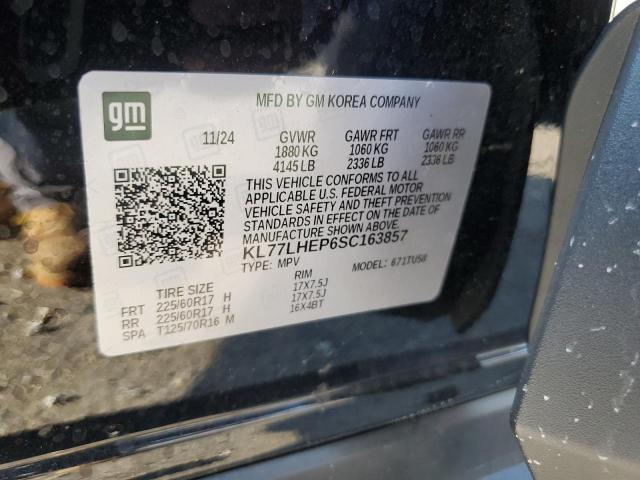 gm
MFD BY GM KOREA COMPANY
11/24 GVWR GAWR FRT GAWR RR
1880 KG 1060 KG 1060 KG
4145 LB 2336 LB 2336 LB
THIS VEHICLE CONFORMS TO ALL
APPLICABLE U.S. FEDERAL MOTOR
VEHICLE SAFETY AND THEFT PREVENTION
STANDARDS IN EFFECT ON THE DATE OF
MANUFACTURE SHOWN ABOVE.
KL77LHEP6SC163857
TYPE: MPV MODEL: 671TU58
TIRE SIZE RIM
FRT 225/60R17 H 17X7.5J
RR 225/60R17 H 17X7.5J
SPA T125/70R16 M 16X4BT